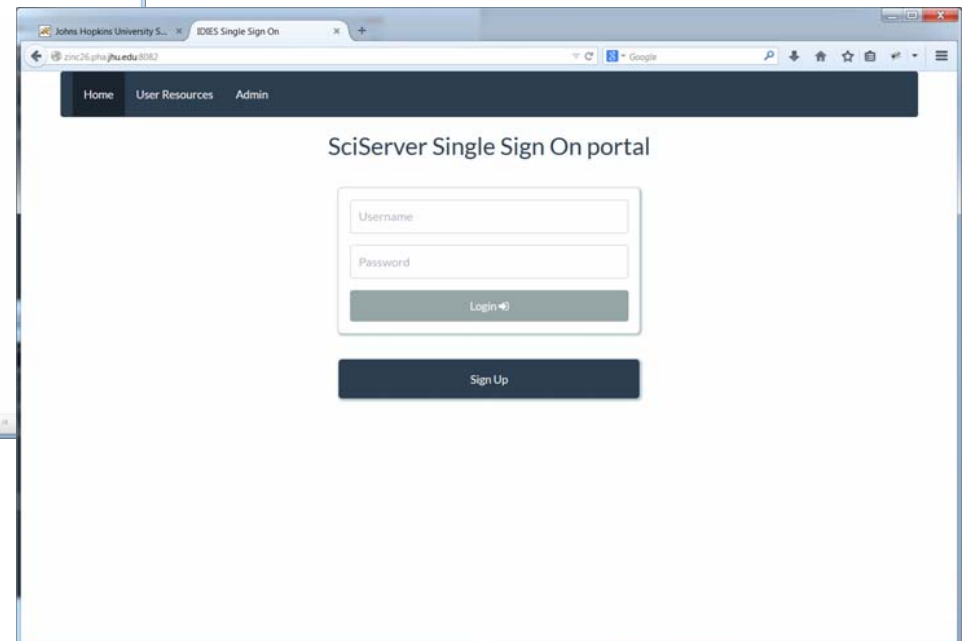 Johns Hopkins University S...
IDIES Single Sign On
zinc26.pha.jhu.edu:8082
Google
Home
User Resources
Admin
SciServer Single Sign On portal
Username
Password
Login
Sign Up